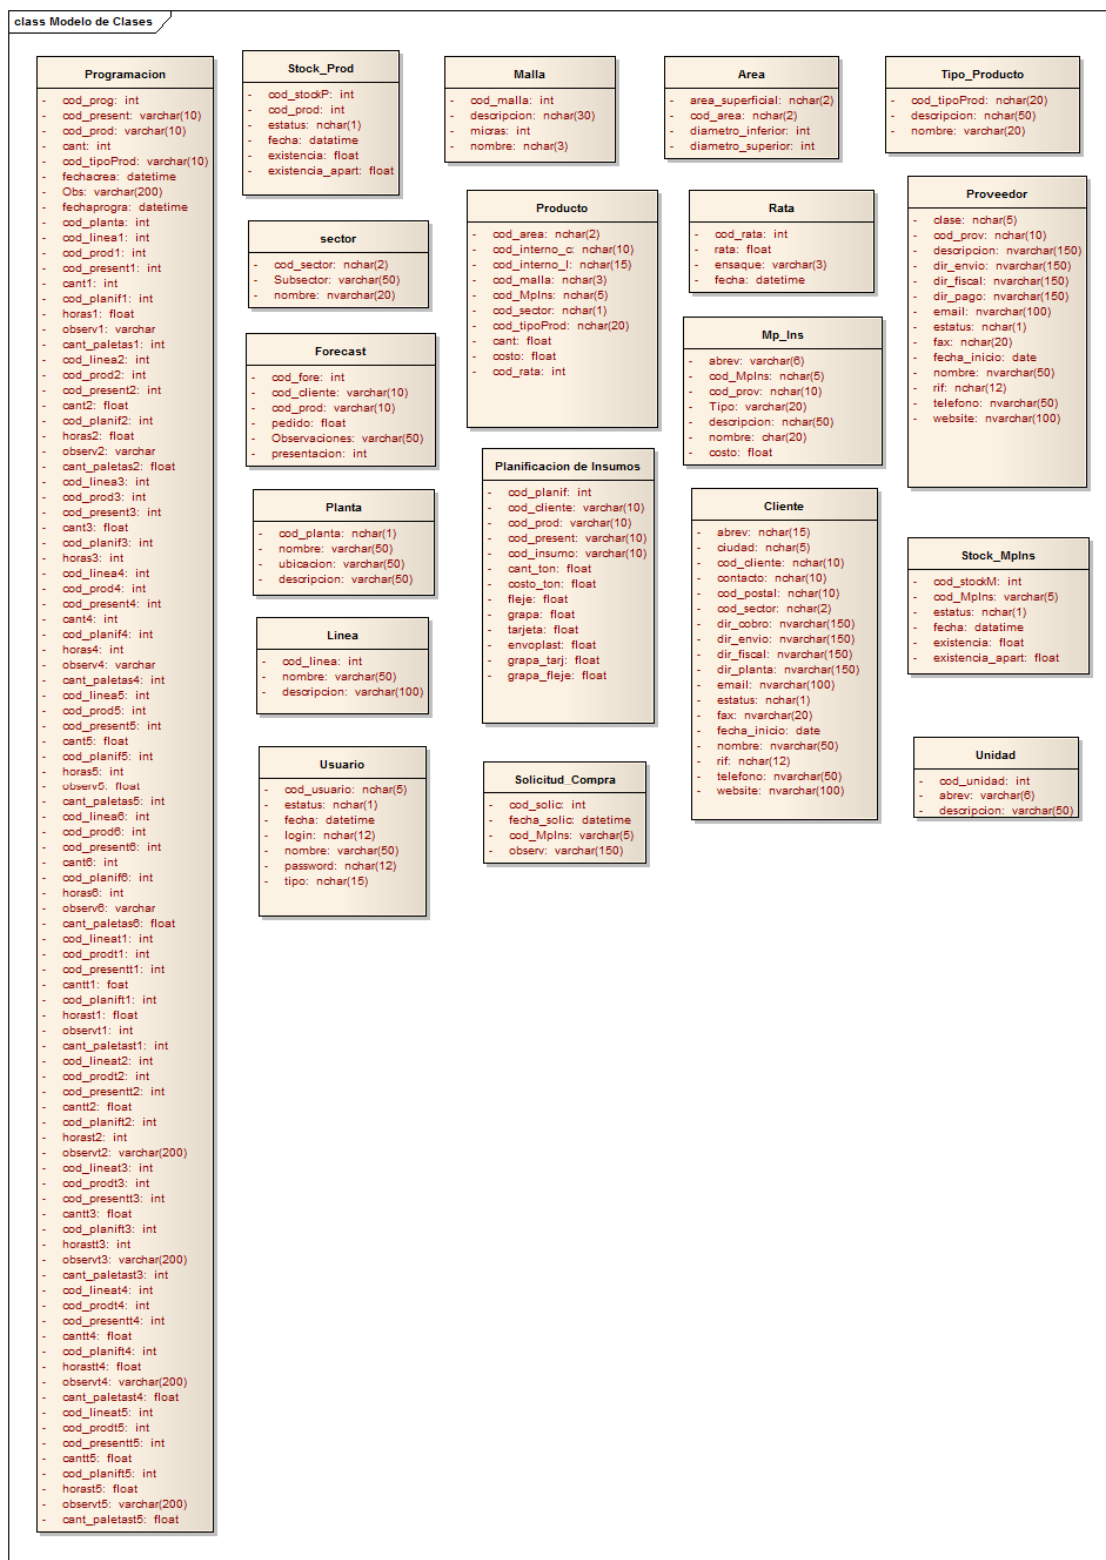 class Modelo de Clases
Programacion
- cod_prog: int
- cod_present: varchar(10)
- cod_prod: varchar(10)
- cant: int
- cod_tipoProd: varchar(10)
- fechacrea: datetime
- Obs: varchar(200)
- fechaprogra: datetime
- cod_planta: int
- cod_linea1: int
- cod_prod1: int
- cod_present1: int
- cant1: int
- cod_planif1: int
- horas1: float
- observ1: varchar
- cant_paletas1: int
- cod_linea2: int
- cod_prod2: int
- cod_present2: int
- cant2: float
- cod_planif2: int
- horas2: float
- observ2: varchar
- cant_paletas2: float
- cod_linea3: int
- cod_prod3: int
- cod_present3: int
- cant3: float
- cod_planif3: int
- horas3: int
- cod_linea4: int
- cod_prod4: int
- cod_present4: int
- cant4: int
- cod_planif4: int
- horas4: int
- observ4: varchar
- cant_paletas4: int
- cod_linea5: int
- cod_prod5: int
- cod_present5: int
- cant5: float
- cod_planif5: int
- horas5: int
- observ5: float
- cant_paletas5: int
- cod_linea6: int
- cod_prod6: int
- cod_present6: int
- cant6: int
- cod_planif6: int
- horas6: int
- observ6: varchar
- cant_paletas6: float
- cod_lineat1: int
- cod_prodt1: int
- cod_presentt1: int
- cantt1: foat
- cod_planift1: int
- horast1: float
- observt1: int
- cant_paletast1: int
- cod_lineat2: int
- cod_prodt2: int
- cod_presentt2: int
- cantt2: float
- cod_planift2: int
- horast2: int
- observt2: varchar(200)
- cod_lineat3: int
- cod_prodt3: int
- cod_presentt3: int
- cantt3: float
- cod_planift3: int
- horastt3: int
- observt3: varchar(200)
- cant_paletast3: int
- cod_lineat4: int
- cod_prodt4: int
- cod_presentt4: int
- cantt4: float
- cod_planift4: int
- horastt4: float
- observt4: varchar(200)
- cant_paletast4: float
- cod_lineat5: int
- cod_prodt5: int
- cod_presentt5: int
- cantt5: float
- cod_planift5: int
- horast5: float
- observt5: varchar(200)
- cant_paletast5: float
Stock_Prod
- cod_stockP: int
- cod_prod: int
- estatus: nchar(1)
- fecha: datatime
- existencia: float
- existencia_apart: float
sector
- cod_sector: nchar(2)
- Subsector: varchar(50)
- nombre: nvarchar(20)
Forecast
- cod_fore: int
- cod_cliente: varchar(10)
- cod_prod: varchar(10)
- pedido: float
- Observaciones: varchar(50)
- presentacion: int
Planta
- cod_planta: nchar(1)
- nombre: varchar(50)
- ubicacion: varchar(50)
- descripcion: varchar(50)
Linea
- cod_linea: int
- nombre: varchar(50)
- descripcion: varchar(100)
Usuario
- cod_usuario: nchar(5)
- estatus: nchar(1)
- fecha: datetime
- login: nchar(12)
- nombre: varchar(50)
- password: nchar(12)
- tipo: nchar(15)
Malla
- cod_malla: int
- descripcion: nchar(30)
- micras: int
- nombre: nchar(3)
Producto
- cod_area: nchar(2)
- cod_interno_c: nchar(10)
- cod_interno_l: nchar(15)
- cod_malla: nchar(3)
- cod_MpIns: nchar(5)
- cod_sector: nchar(1)
- cod_tipoProd: nchar(20)
- cant: float
- costo: float
- cod_rata: int
Planificacion de Insumos
- cod_planif: int
- cod_cliente: varchar(10)
- cod_prod: varchar(10)
- cod_present: varchar(10)
- cod_insumo: varchar(10)
- cant_ton: float
- costo_ton: float
- fleje: float
- grapa: float
- tarjeta: float
- envoplast: float
- grapa_tarj: float
- grapa_fleje: float
Solicitud_Compra
- cod_solic: int
- fecha_solic: datetime
- cod_MpIns: varchar(5)
- observ: varchar(150)
Area
- area_superficial: nchar(2)
- cod_area: nchar(2)
- diametro_inferior: int
- diametro_superior: int
Rata
- cod_rata: int
- rata: float
- ensaque: varchar(3)
- fecha: datetime
Mp_Ins
- abrev: varchar(6)
- cod_MpIns: nchar(5)
- cod_prov: nchar(10)
- Tipo: varchar(20)
- descripcion: nchar(50)
- nombre: char(20)
- costo: float
Cliente
- abrev: nchar(15)
- ciudad: nchar(5)
- cod_cliente: nchar(10)
- contacto: nchar(10)
- cod_postal: nchar(10)
- cod_sector: nchar(2)
- dir_cobro: nvarchar(150)
- dir_envio: nvarchar(150)
- dir_fiscal: nvarchar(150)
- dir_planta: nvarchar(150)
- email: nvarchar(100)
- estatus: nchar(1)
- fax: nvarchar(20)
- fecha_inicio: date
- nombre: nvarchar(50)
- rif: nchar(12)
- telefono: nvarchar(50)
- website: nvarchar(100)
Tipo_Producto
- cod_tipoProd: nchar(20)
- descripcion: nchar(50)
- nombre: varchar(20)
Proveedor
- clase: nchar(5)
- cod_prov: nchar(10)
- descripcion: nvarchar(150)
- dir_envio: nvarchar(150)
- dir_fiscal: nvarchar(150)
- dir_pago: nvarchar(150)
- email: nvarchar(100)
- estatus: nchar(1)
- fax: nchar(20)
- fecha_inicio: date
- nombre: nvarchar(50)
- rif: nchar(12)
- telefono: nvarchar(50)
- website: nvarchar(100)
Stock_MpIns
- cod_stockM: int
- cod_MpIns: varchar(5)
- estatus: nchar(1)
- fecha: datatime
- existencia: float
- existencia_apart: float
Unidad
- cod_unidad: int
- abrev: varchar(6)
- descripcion: varchar(50)